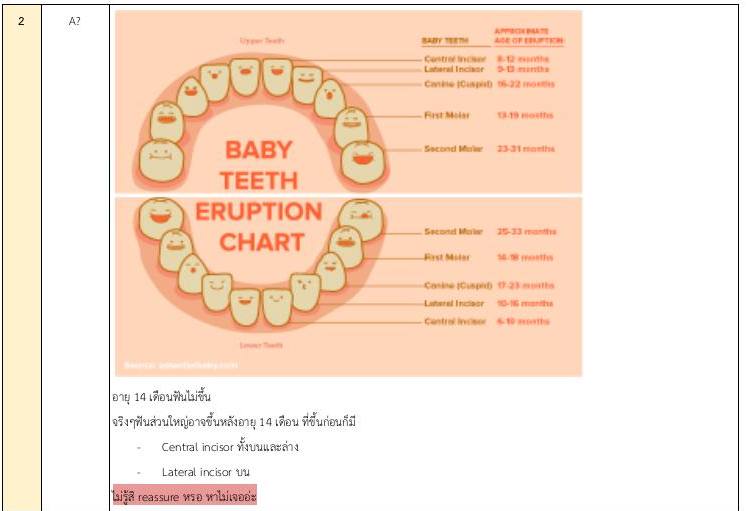 2
A?
Upper Teeth
BABY TEETH
APPROXIMATE
AGE OF ERUPTION:
Central Incisor 8-12 months
Lateral Incisor 9-13 months
Canine (Cuspid) 16-22 months
First Molar 13-19 months
Second Molar 23-31 months
BABY
TEETH
ERUPTION
CHART
Second Molar 25-33 months
First Molar 14-18 months
Canine (Cuspid) 17-23 months
Lateral Incisor 10-16 months
Central Incisor 6-10 months
Lower Teeth
Source:
อายุ 14 เดือนฟันไม่ขึ้น
จริงๆฟันส่วนใหญ่อาจขึ้นหลังอายุ 14 เดือน ที่ขึ้นก่อนก็มี
- Central incisor ทั้งบนและล่าง
- Lateral incisor บน
ไม่รู้สิ reassure หรอ หาไม่เจออ่ะ